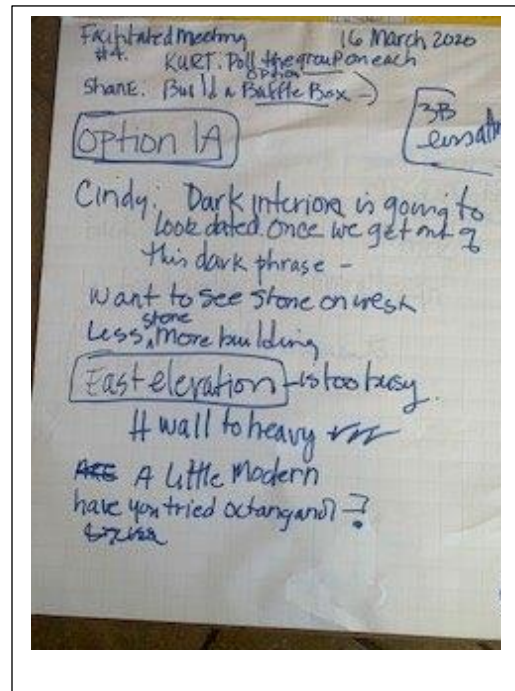 Facilitated Meeting 16 March 2020
#4. KURT: Poll the group on each
option
Shane: Build a Baffle Box →
3B
Option 1A
Cindy: Dark interiors is going to
look dated. Once we get out of
this dark phrase -
want to see stone on west
Less stone, More building
East elevation - is too busy.
H wall to heavy
A Little Modern
have you tried ?